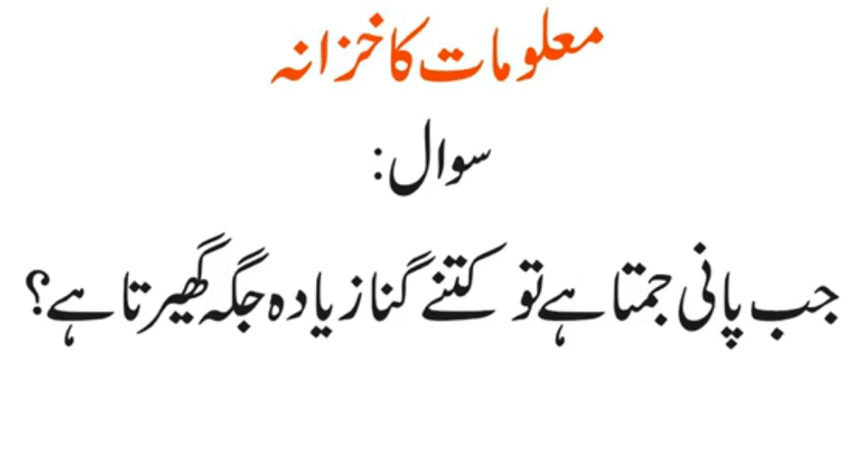 معلومات کا خزانہ
سوال:
جب پانی جمتا ہے تو کتنے گنا زیادہ جگہ گھیرتا ہے؟